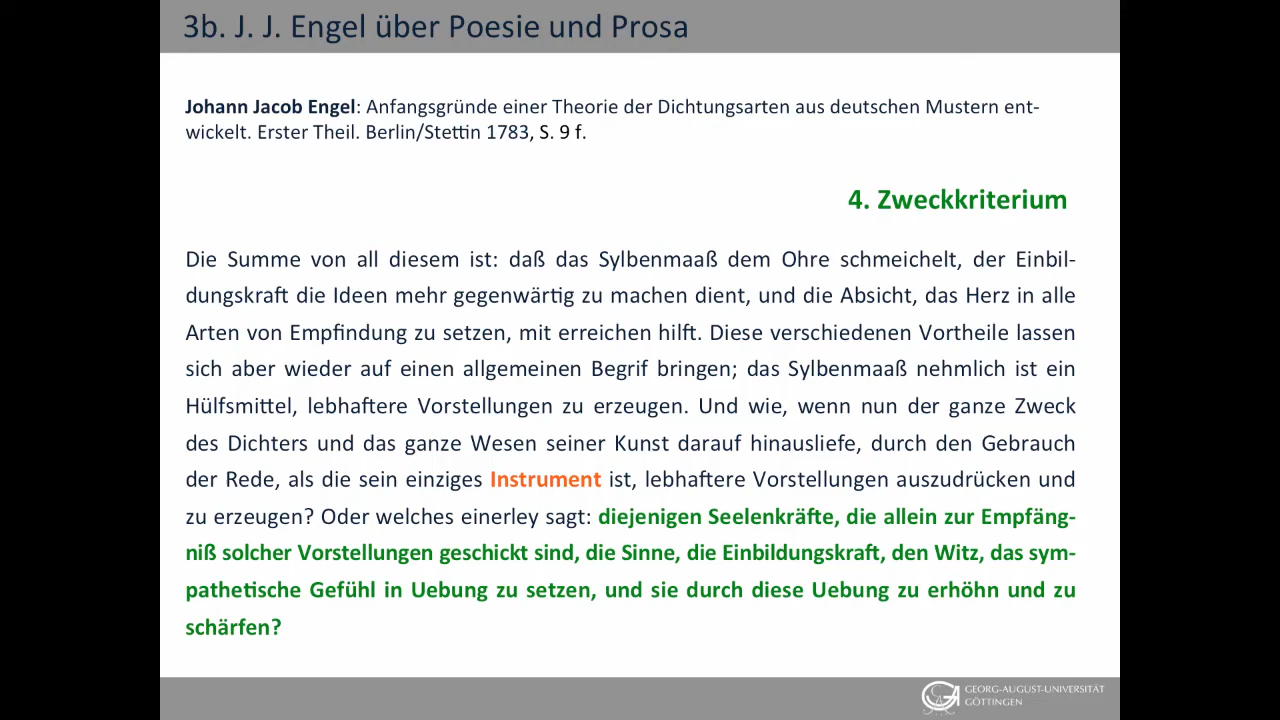 3b. J. J. Engel über Poesie und Prosa
Johann Jacob Engel: Anfangsgründe einer Theorie der Dichtungsarten aus deutschen Mustern ent-
wickelt. Erster Theil. Berlin/Stettin 1783, S. 9 f.
4. Zweckkriterium
Die Summe von all diesem ist: daß das Sylbenmaaß dem Ohre schmeichelt, der Einbil-
dungskraft die Ideen mehr gegenwärtig zu machen dient, und die Absicht, das Herz in alle
Arten von Empfindung zu setzen, mit erreichen hilft. Diese verschiedenen Vortheile lassen
sich aber wieder auf einen allgemeinen Begrif bringen; das Sylbenmaaß nehmlich ist ein
Hülfsmittel, lebhaftere Vorstellungen zu erzeugen. Und wie, wenn nun der ganze Zweck
des Dichters und das ganze Wesen seiner Kunst darauf hinausliefe, durch den Gebrauch
der Rede, als die sein einziges Instrument ist, lebhaftere Vorstellungen auszudrücken und
zu erzeugen? Oder welches einerley sagt: diejenigen Seelenkräfte, die allein zur Empfäng-
niß solcher Vorstellungen geschickt sind, die Sinne, die Einbildungskraft, den Witz, das sym-
pathetische Gefühl in Uebung zu setzen, und sie durch diese Uebung zu erhöhn und zu
schärfen?
GEORG-AUGUST-UNIVERSITÄT
GÖTTINGEN